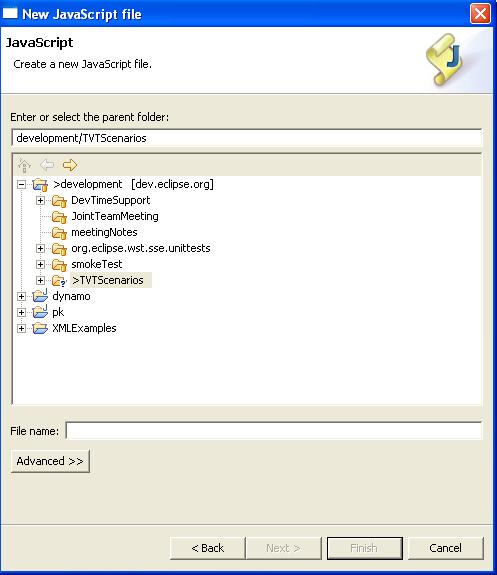 New JavaScript file
JavaScript
Create a new JavaScript file.
J
Enter or select the parent folder:
development/TVTScenarios
>development [dev.eclipse.org]
DevTimeSupport
JointTeamMeeting
meetingNotes
org.eclipse.wst.sse.unittests
smokeTest
>TVTScenarios
dynamo
pk
XMLExamples
File name:
Advanced >>
< Back Next > Finish Cancel